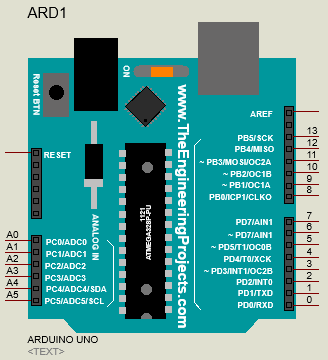 ARD1
Reset BTN
ON
www.TheEngineeringProjects.com
AREF
PB5/SCK 13
PB4/MISO 12
~ PB3/MOSI/OC2A 11
~ PB2/OC1B 10
~ PB1/OC1A 9
PB0/ICP1/CLKO 8
RESET
ATMEGA328P-PU
1121
ANALOG IN
A0 PC0/ADC0
A1 PC1/ADC1
A2 PC2/ADC2
A3 PC3/ADC3
A4 PC4/ADC4/SDA
A5 PC5/ADC5/SCL
PD7/AIN1 7
~ PD7/AIN1 6
~ PD5/T1/OC0B 5
PD4/T0/XCK 4
~ PD3/INT1/OC2B 3
PD2/INT0 2
PD1/TXD 1
PD0/RXD 0
ARDUINO UNO
<TEXT>